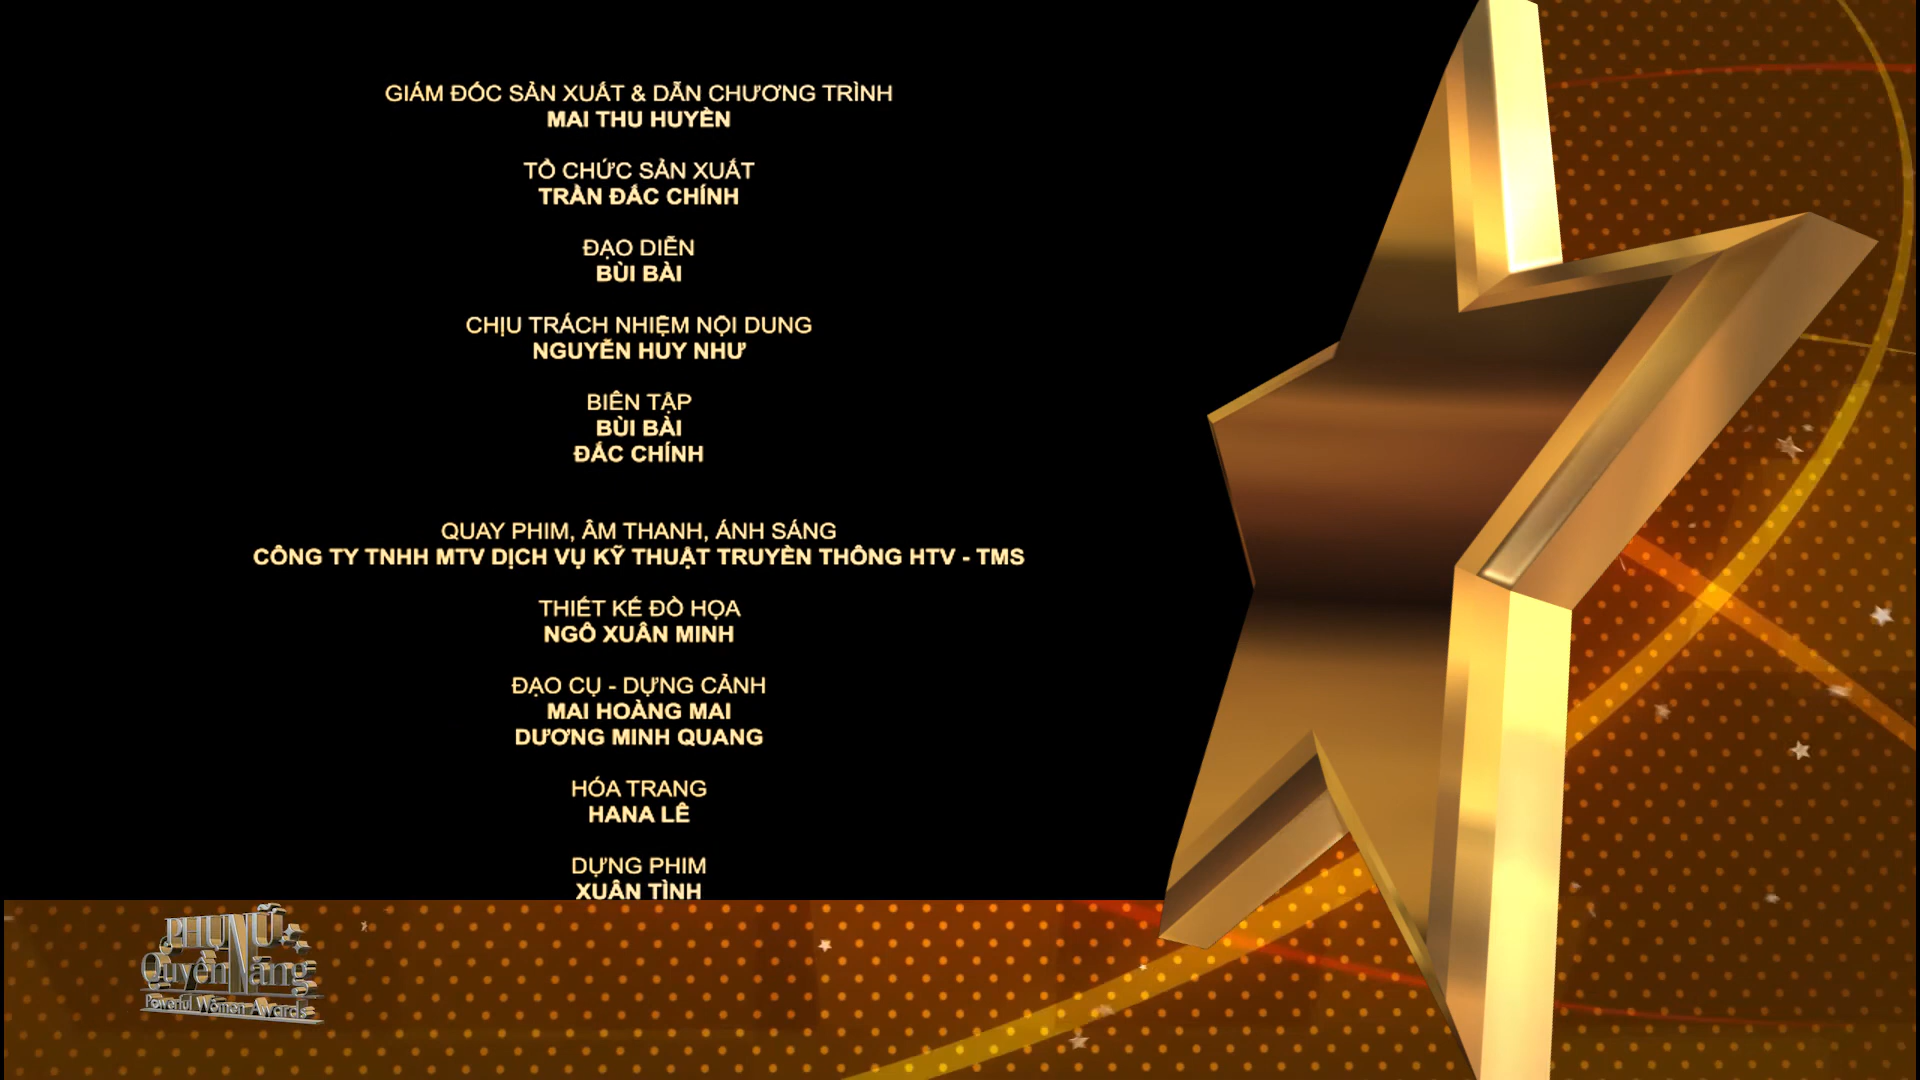 GIÁM ĐỐC SẢN XUẤT & DẪN CHƯƠNG TRÌNH
MAI THU HUYỀN
TỔ CHỨC SẢN XUẤT
TRẦN ĐẮC CHÍNH
ĐẠO DIỄN
BÙI BÀI
CHỊU TRÁCH NHIỆM NỘI DUNG
NGUYỄN HUY NHƯ
BIÊN TẬP
BÙI BÀI
ĐẮC CHÍNH
QUAY PHIM, ÂM THANH, ÁNH SÁNG
CÔNG TY TNHH MTV DỊCH VỤ KỸ THUẬT TRUYỀN THÔNG HTV - TMS
THIẾT KẾ ĐỒ HỌA
NGÔ XUÂN MINH
ĐẠO CỤ - DỰNG CẢNH
MAI HOÀNG MAI
DƯƠNG MINH QUANG
HÓA TRANG
HANA LÊ
DỰNG PHIM
XUÂN TÌNH
PHỤ NỮ
Quyền Năng
Powerful Women Awards